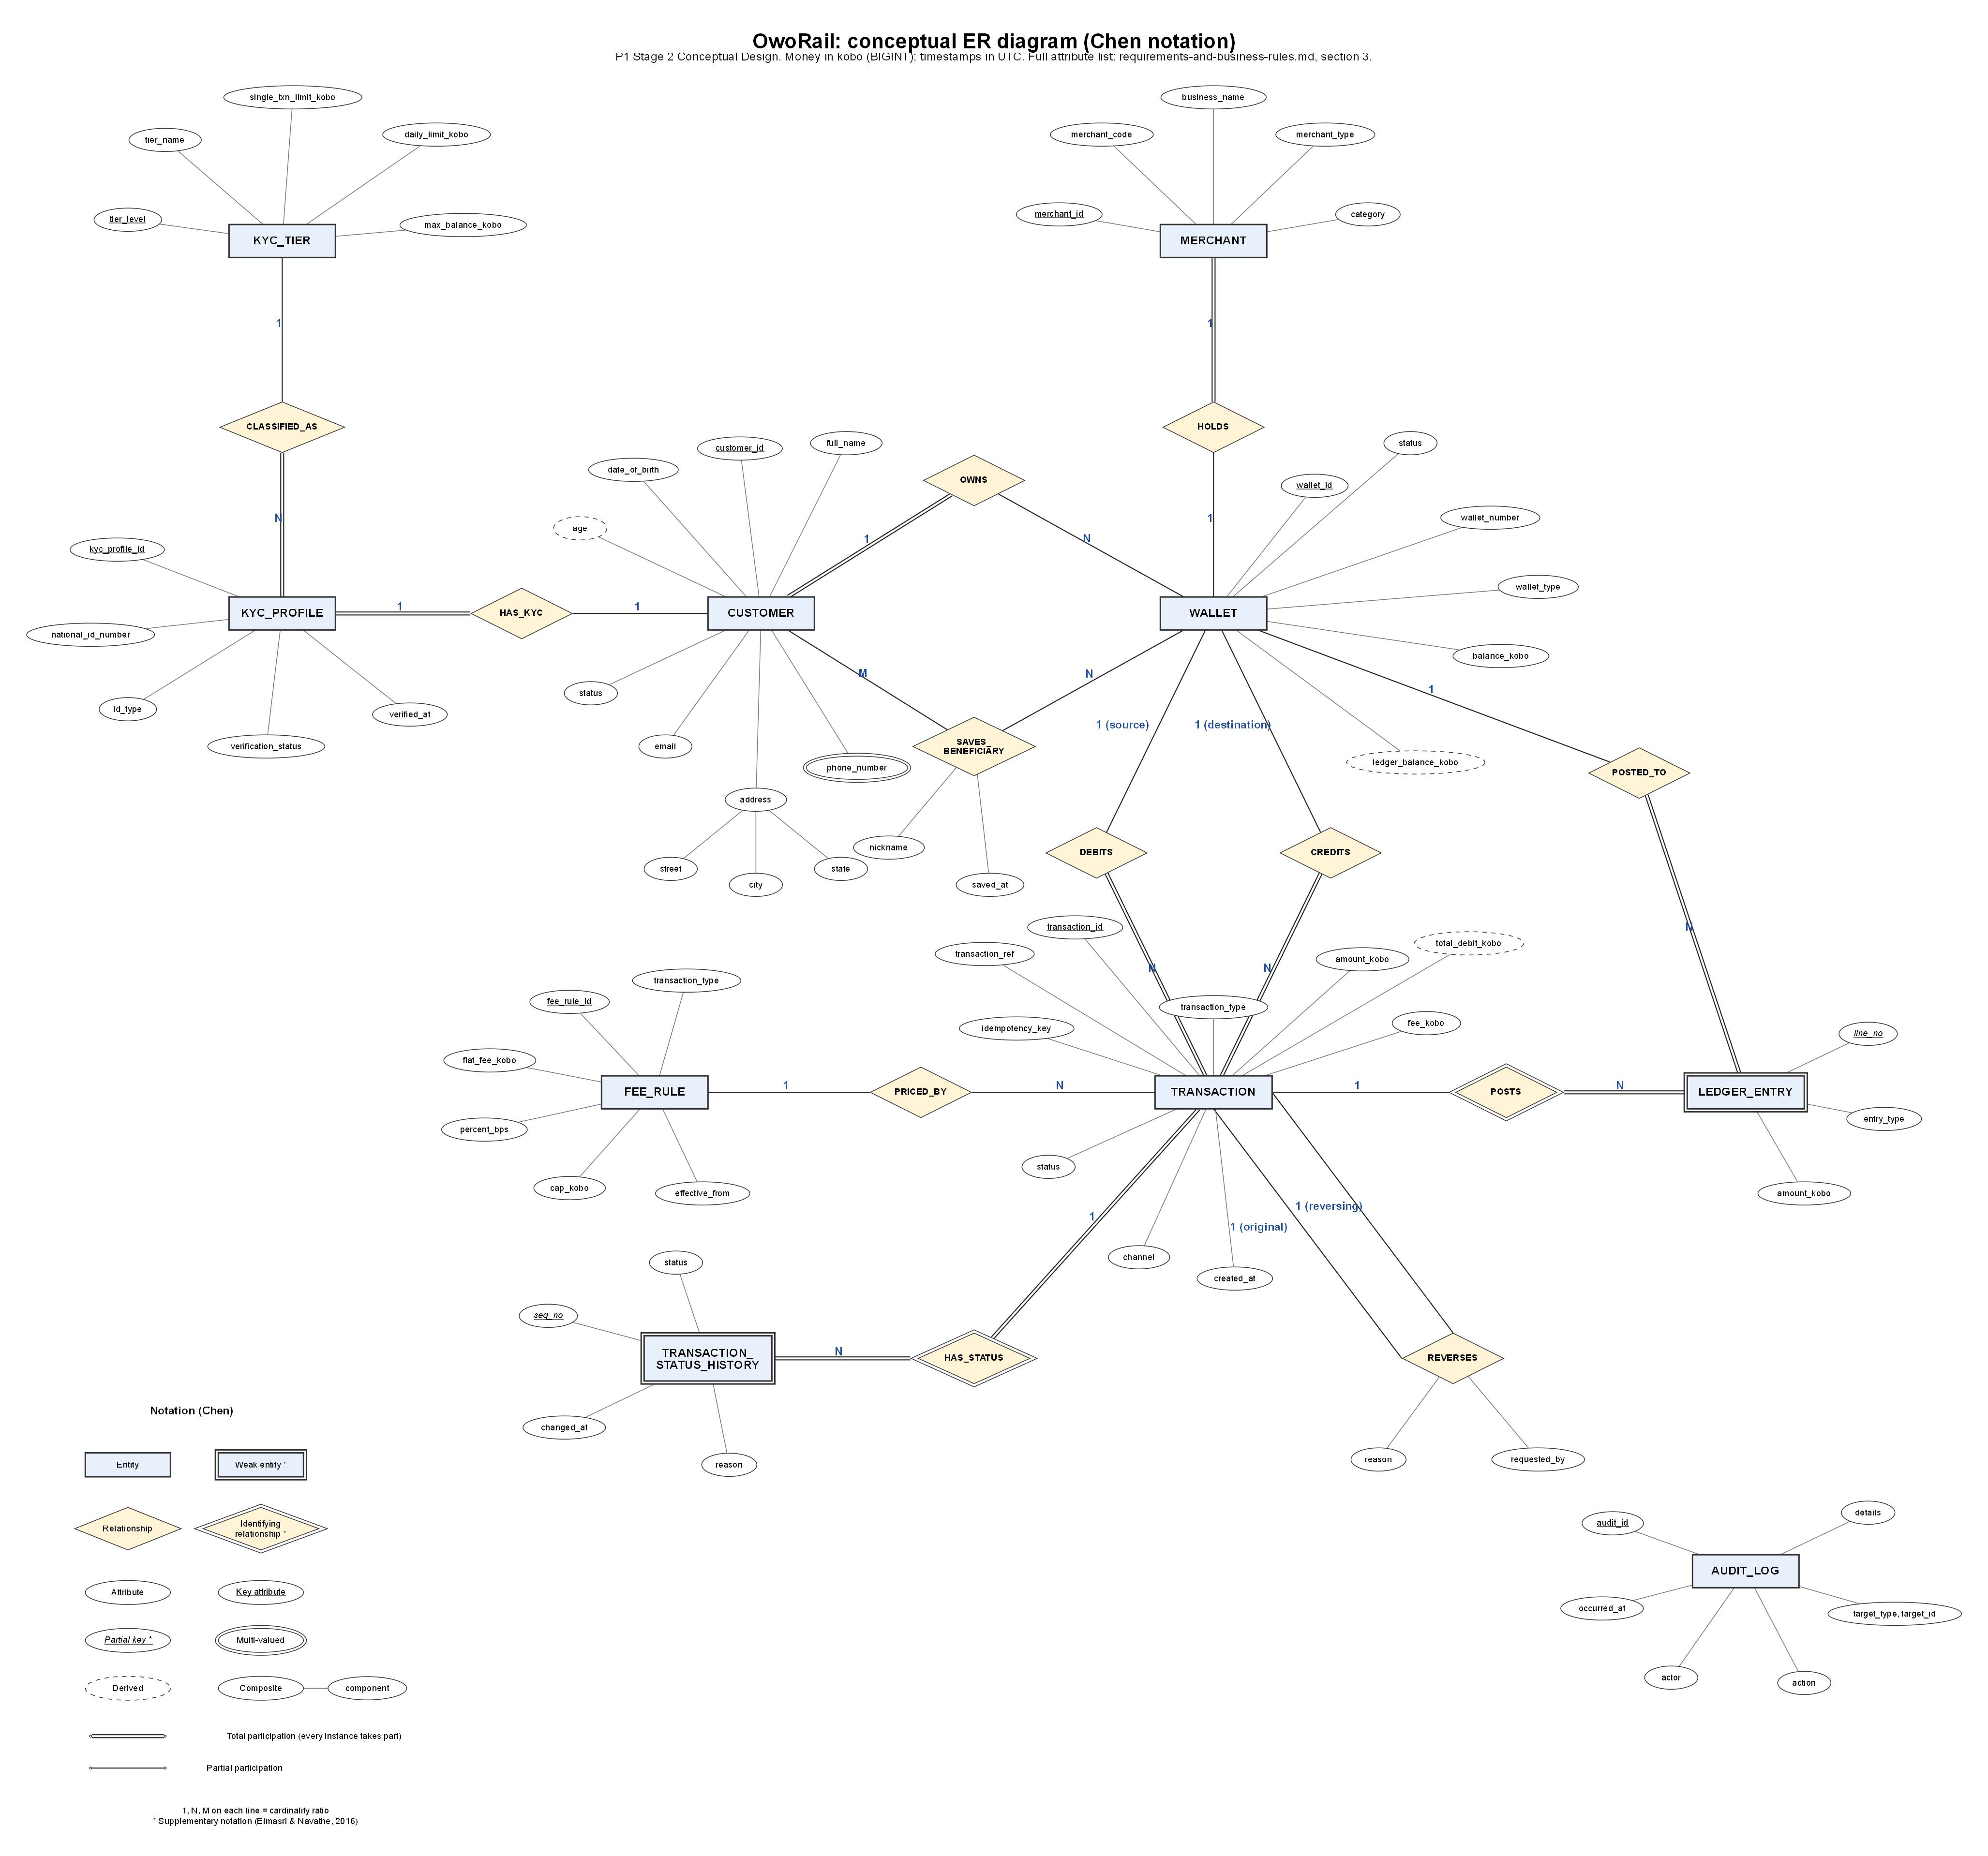 OwoRail: conceptual ER diagram (Chen notation)
P1 Stage 2 Conceptual Design. Money in kobo (BIGINT); timestamps in UTC. Full attribute list: requirements-and-business-rules.md, section 3.
single_txn_limit_kobo
tier_name
daily_limit_kobo
tier_level
max_balance_kobo
KYC_TIER
1
CLASSIFIED_AS
N
business_name
merchant_code
merchant_type
merchant_id
category
MERCHANT
1
HOLDS
1
kyc_profile_id
KYC_PROFILE
national_id_number
id_type
verification_status
verified_at
1
HAS_KYC
1
full_name
customer_id
date_of_birth
age
CUSTOMER
status
email
phone_number
address
street
city
state
OWNS
1
N
M
N
SAVES_
BENEFICIARY
nickname
saved_at
status
wallet_id
wallet_number
wallet_type
WALLET
balance_kobo
ledger_balance_kobo
1 (source)
1 (destination)
1
POSTED_TO
N
DEBITS
CREDITS
N
N
transaction_id
transaction_ref
idempotency_key
transaction_type
amount_kobo
total_debit_kobo
fee_kobo
TRANSACTION
status
channel
created_at
transaction_type
fee_rule_id
flat_fee_kobo
FEE_RULE
percent_bps
cap_kobo
effective_from
1
PRICED_BY
N
1
POSTS
N
line_no
LEDGER_ENTRY
entry_type
amount_kobo
1
1 (reversing)
1 (original)
status
seq_no
TRANSACTION_
STATUS_HISTORY
changed_at
reason
N
HAS_STATUS
REVERSES
reason
requested_by
audit_id
details
AUDIT_LOG
occurred_at
target_type, target_id
actor
action
Notation (Chen)
Entity
Weak entity *
Relationship
Identifying
relationship *
Attribute
Key attribute
Partial key *
Multi-valued
Derived
Composite
component
Total participation (every instance takes part)
Partial participation
1, N, M on each line = cardinality ratio
* Supplementary notation (Elmasri & Navathe, 2016)